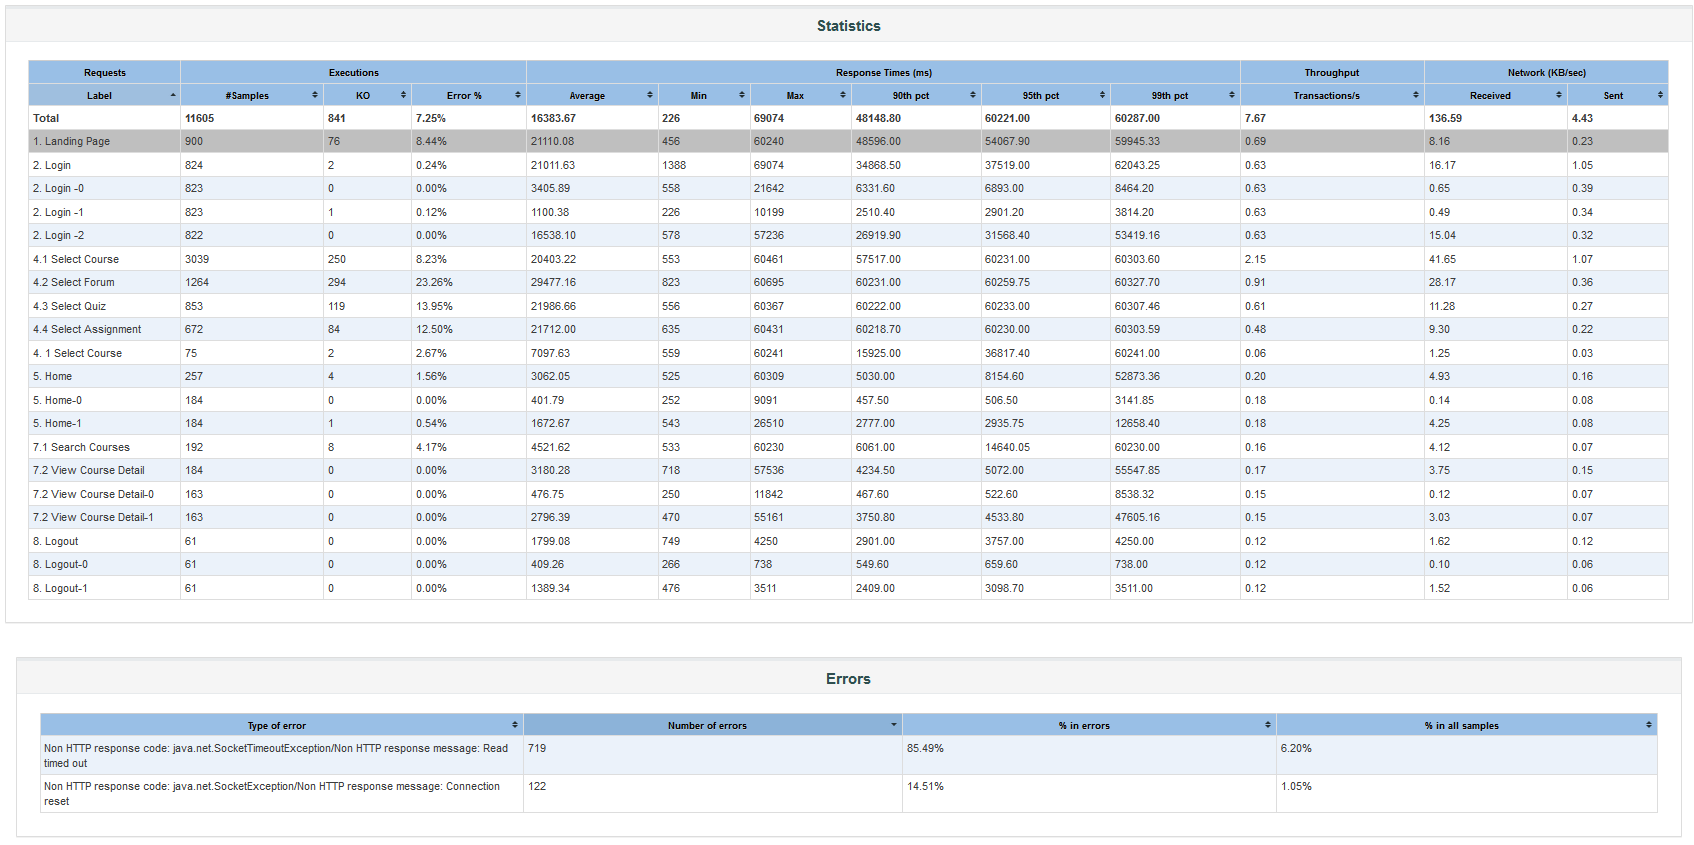 Statistics
Requests Executions Response Times (ms) Throughput Network (KB/sec)
Label #Samples KO Error % Average Min Max 90th pct 95th pct 99th pct Transactions/s Received Sent
Total 11605 841 7.25% 16383.67 226 69074 48148.80 60221.00 60287.00 7.67 136.59 4.43
1. Landing Page 900 76 8.44% 21110.08 456 60240 48596.00 54067.90 59945.33 0.69 8.16 0.23
2. Login 824 2 0.24% 21011.63 1388 69074 34868.50 37519.00 62043.25 0.63 16.17 1.05
2. Login -0 823 0 0.00% 3405.89 558 21642 6331.60 6893.00 8464.20 0.63 0.65 0.39
2. Login -1 823 1 0.12% 1100.38 226 10199 2510.40 2901.20 3814.20 0.63 0.49 0.34
2. Login -2 822 0 0.00% 16538.10 578 57236 26919.90 31568.40 53419.16 0.63 15.04 0.32
4.1 Select Course 3039 250 8.23% 20403.22 553 60461 57517.00 60231.00 60303.60 2.15 41.65 1.07
4.2 Select Forum 1264 294 23.26% 29477.16 823 60695 60231.00 60259.75 60327.70 0.91 28.17 0.36
4.3 Select Quiz 853 119 13.95% 21986.66 556 60367 60222.00 60233.00 60307.46 0.61 11.28 0.27
4.4 Select Assignment 672 84 12.50% 21712.00 635 60431 60218.70 60230.00 60303.59 0.48 9.30 0.22
4. 1 Select Course 75 2 2.67% 7097.63 559 60241 15925.00 36817.40 60241.00 0.06 1.25 0.03
5. Home 257 4 1.56% 3062.05 525 60309 5030.00 8154.60 52873.36 0.20 4.93 0.16
5. Home-0 184 0 0.00% 401.79 252 9091 457.50 506.50 3141.85 0.18 0.14 0.08
5. Home-1 184 1 0.54% 1672.67 543 26510 2777.00 2935.75 12658.40 0.18 4.25 0.08
7.1 Search Courses 192 8 4.17% 4521.62 533 60230 6061.00 14640.05 60230.00 0.16 4.12 0.07
7.2 View Course Detail 184 0 0.00% 3180.28 718 57536 4234.50 5072.00 55547.85 0.17 3.75 0.15
7.2 View Course Detail-0 163 0 0.00% 476.75 250 11842 467.60 522.60 8538.32 0.15 0.12 0.07
7.2 View Course Detail-1 163 0 0.00% 2796.39 470 55161 3750.80 4533.80 47605.16 0.15 3.03 0.07
8. Logout 61 0 0.00% 1799.08 749 4250 2901.00 3757.00 4250.00 0.12 1.62 0.12
8. Logout-0 61 0 0.00% 409.26 266 738 549.60 659.60 738.00 0.12 0.10 0.06
8. Logout-1 61 0 0.00% 1389.34 476 3511 2409.00 3098.70 3511.00 0.12 1.52 0.06
Errors
Type of error Number of errors % in errors % in all samples
Non HTTP response code: java.net.SocketTimeoutException/Non HTTP response message: Read 719 85.49% 6.20%
timed out
Non HTTP response code: java.net.SocketException/Non HTTP response message: Connection 122 14.51% 1.05%
reset